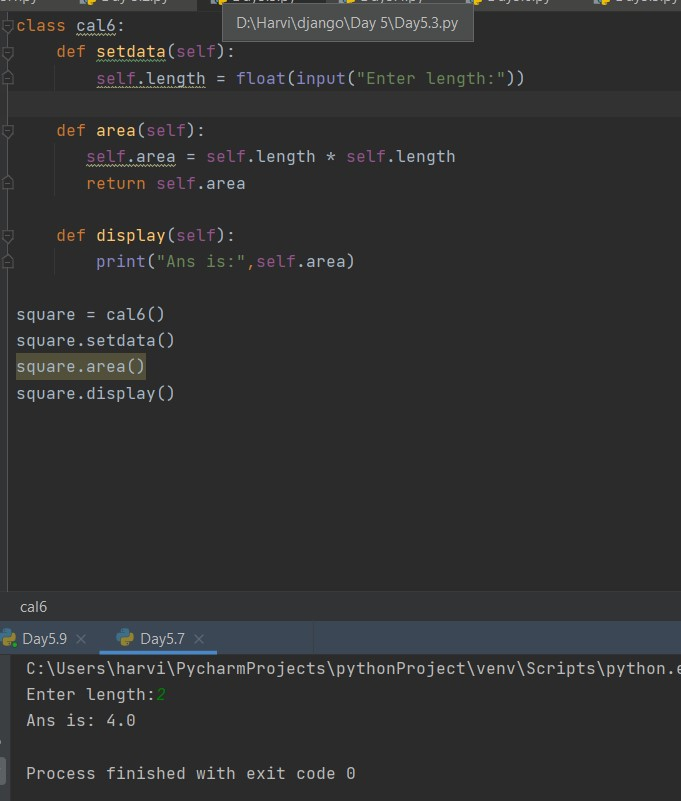 D:\Harvi\django\Day 5\Day5.3.py
class cal6:
    def setdata(self):
        self.length = float(input("Enter length:"))
    def area(self):
       self.area = self.length * self.length
       return self.area
    def display(self):
        print("Ans is:",self.area)
square = cal6()
square.setdata()
square.area()
square.display()
cal6
Day5.9 Day5.7
C:\Users\harvi\PycharmProjects\pythonProject\venv\Scripts\python.e
Enter length:2
Ans is: 4.0
Process finished with exit code 0